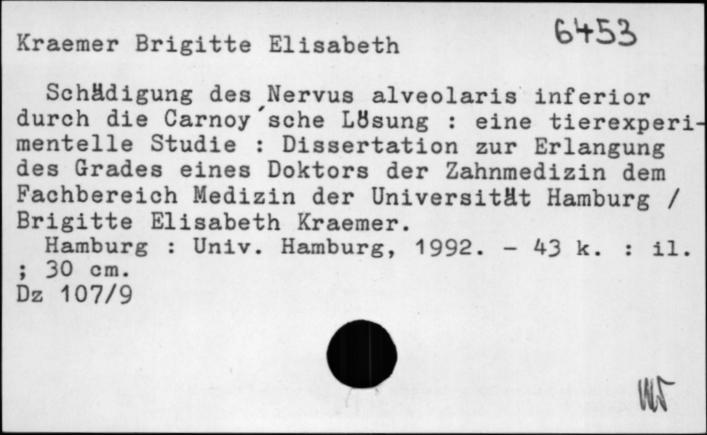 6453
Kraemer Brigitte Elisabeth
Schädigung des Nervus alveolaris inferior
durch die Carnoy´sche Lösung : eine tierexperi-
mentelle Studie : Dissertation zur Erlangung
des Grades eines Doktors der Zahnmedizin dem
Fachbereich Medizin der Universität Hamburg /
Brigitte Elisabeth Kraemer.
Hamburg : Univ. Hamburg, 1992. - 43 k. : il.
; 30 cm.
Dz 107/9